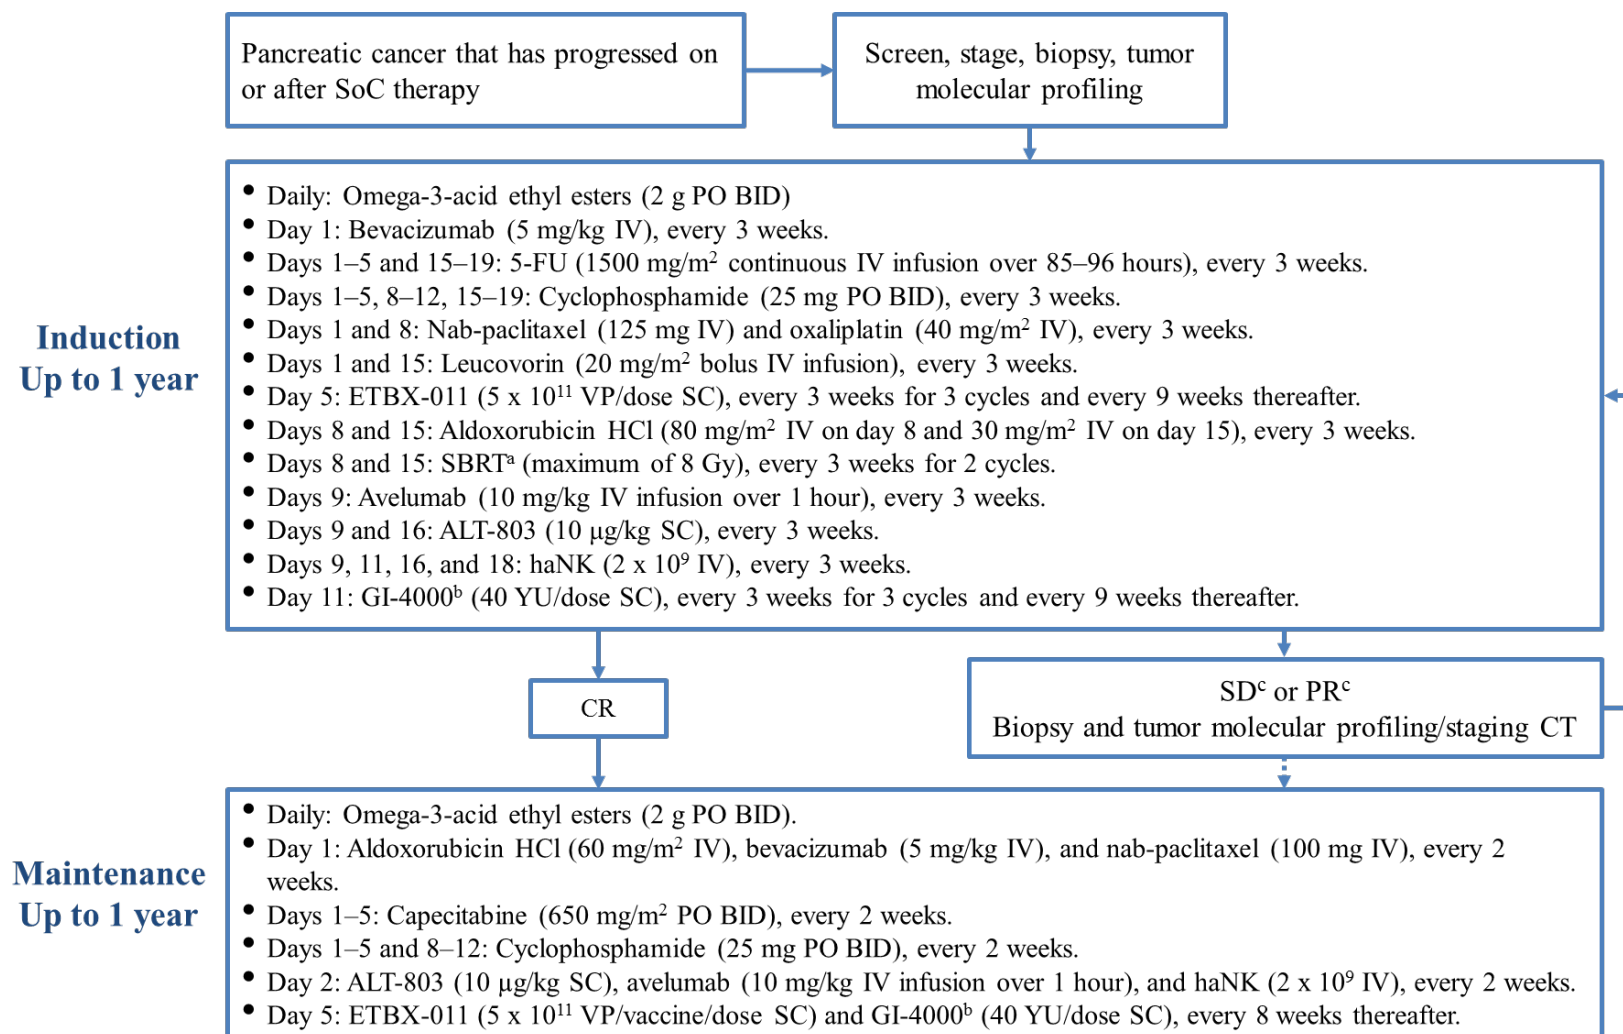 Pancreatic cancer that has progressed on
or after SoC therapy
Screen, stage, biopsy, tumor
molecular profiling
Induction
Up to 1 year
• Daily: Omega-3-acid ethyl esters (2 g PO BID)
• Day 1: Bevacizumab (5 mg/kg IV), every 3 weeks.
• Days 1–5 and 15–19: 5-FU (1500 mg/m² continuous IV infusion over 85–96 hours), every 3 weeks.
• Days 1–5, 8–12, 15–19: Cyclophosphamide (25 mg PO BID), every 3 weeks.
• Days 1 and 8: Nab-paclitaxel (125 mg IV) and oxaliplatin (40 mg/m² IV), every 3 weeks.
• Days 1 and 15: Leucovorin (20 mg/m² bolus IV infusion), every 3 weeks.
• Day 5: ETBX-011 (5 x 10¹¹ VP/dose SC), every 3 weeks for 3 cycles and every 9 weeks thereafter.
• Days 8 and 15: Aldoxorubicin HCl (80 mg/m² IV on day 8 and 30 mg/m² IV on day 15), every 3 weeks.
• Days 8 and 15: SBRTᵃ (maximum of 8 Gy), every 3 weeks for 2 cycles.
• Days 9: Avelumab (10 mg/kg IV infusion over 1 hour), every 3 weeks.
• Days 9 and 16: ALT-803 (10 µg/kg SC), every 3 weeks.
• Days 9, 11, 16, and 18: haNK (2 x 10⁹ IV), every 3 weeks.
• Day 11: GI-4000ᵇ (40 YU/dose SC), every 3 weeks for 3 cycles and every 9 weeks thereafter.
CR
SDᶜ or PRᶜ
Biopsy and tumor molecular profiling/staging CT
Maintenance
Up to 1 year
• Daily: Omega-3-acid ethyl esters (2 g PO BID).
• Day 1: Aldoxorubicin HCl (60 mg/m² IV), bevacizumab (5 mg/kg IV), and nab-paclitaxel (100 mg IV), every 2
weeks.
• Days 1–5: Capecitabine (650 mg/m² PO BID), every 2 weeks.
• Days 1–5 and 8–12: Cyclophosphamide (25 mg PO BID), every 2 weeks.
• Day 2: ALT-803 (10 µg/kg SC), avelumab (10 mg/kg IV infusion over 1 hour), and haNK (2 x 10⁹ IV), every 2 weeks.
• Day 5: ETBX-011 (5 x 10¹¹ VP/vaccine/dose SC) and GI-4000ᵇ (40 YU/dose SC), every 8 weeks thereafter.